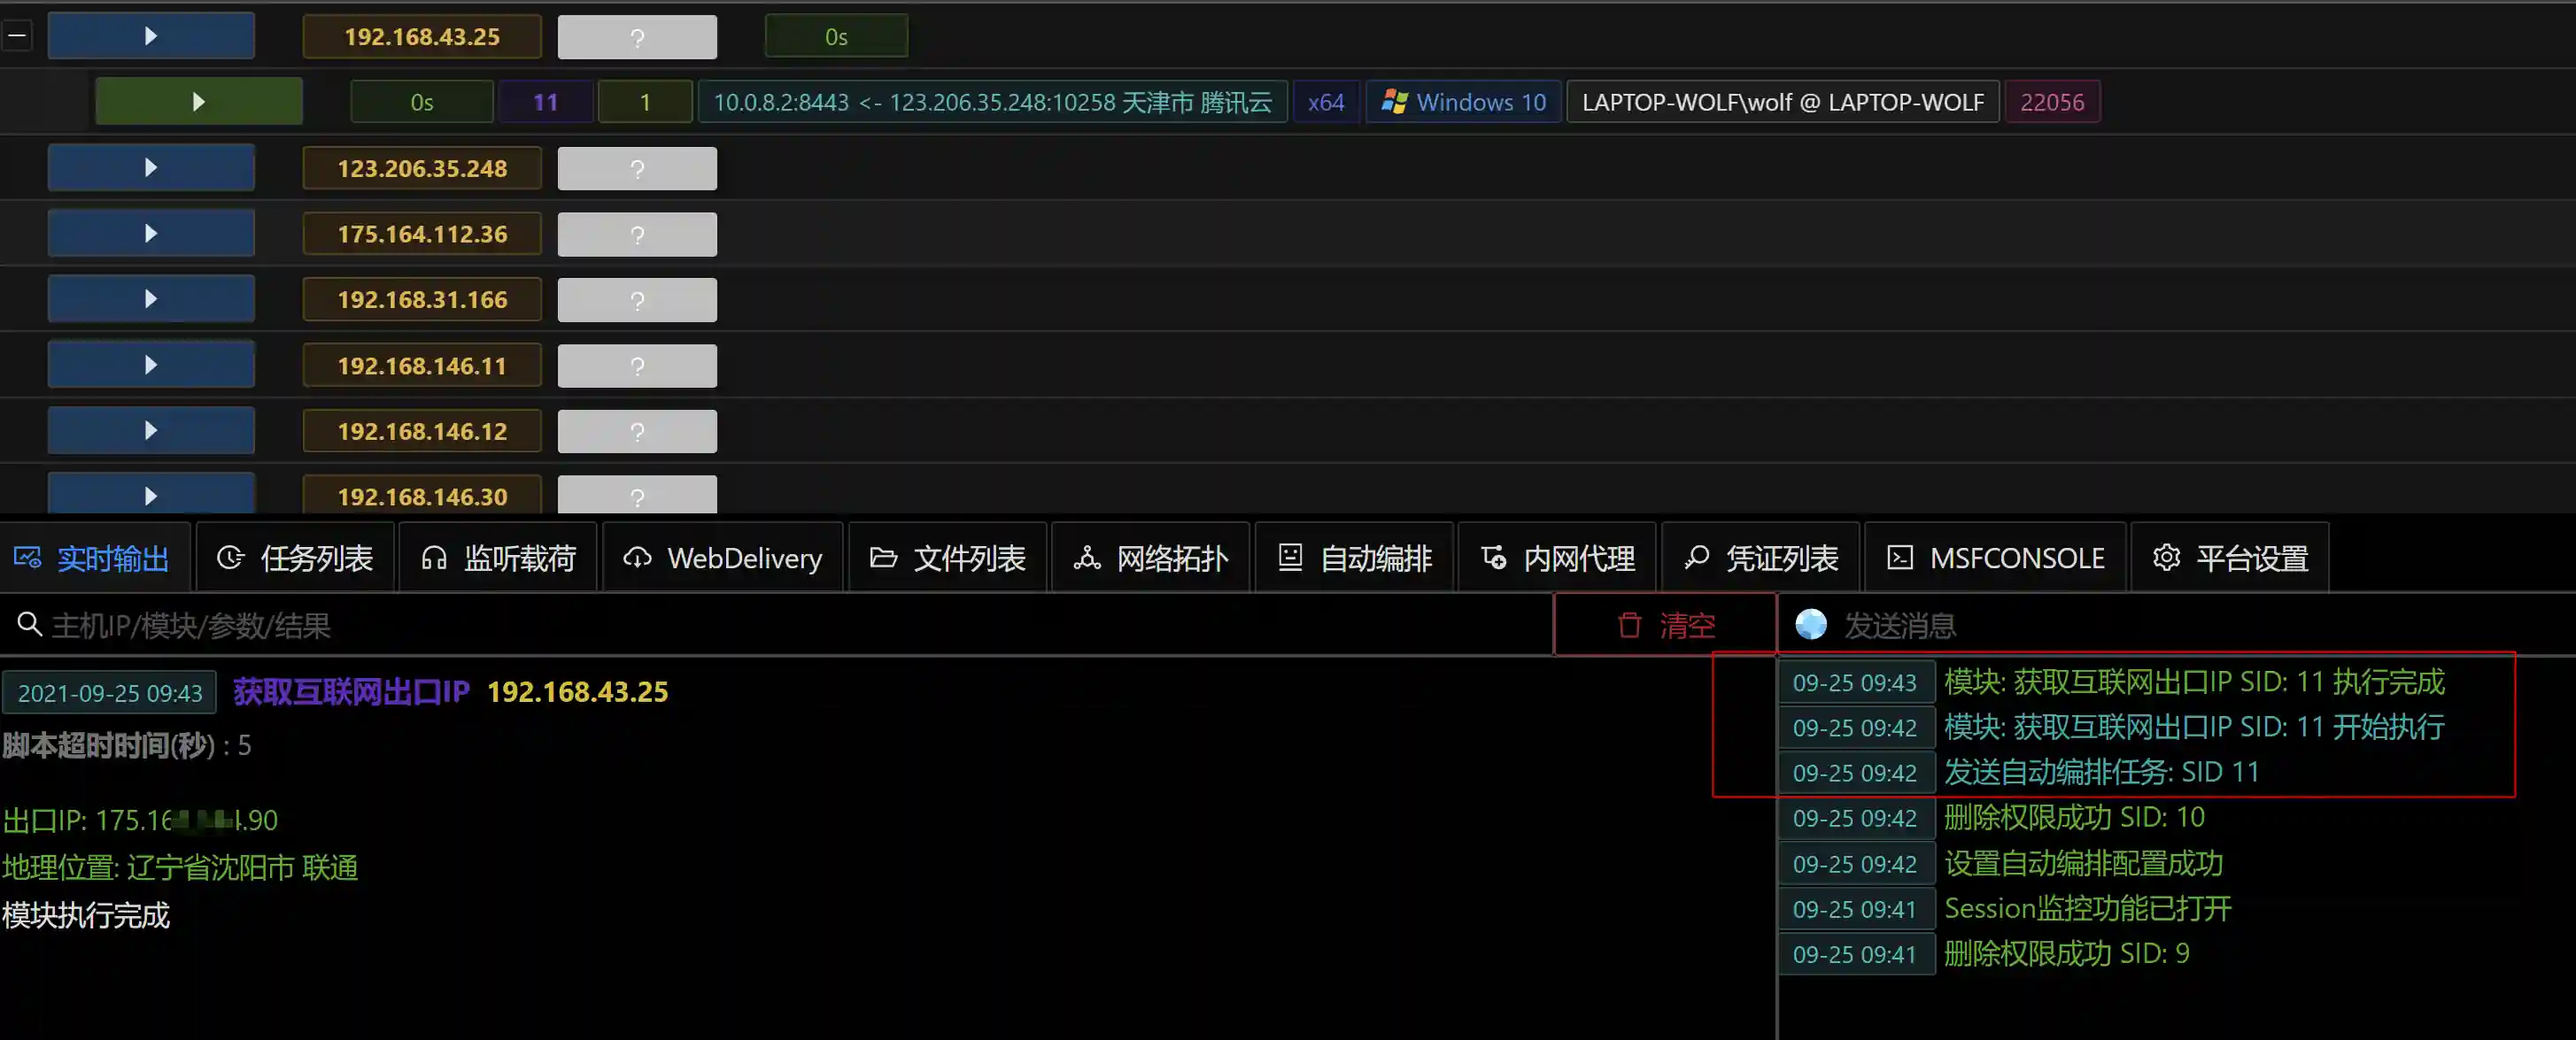 192.168.43.25 ? 0s
0s 11 1 10.0.8.2:8443 <- 123.206.35.248:10258 天津市 腾讯云 x64 Windows 10 LAPTOP-WOLF\wolf @ LAPTOP-WOLF 22056
123.206.35.248 ?
175.164.112.36 ?
192.168.31.166 ?
192.168.146.11 ?
192.168.146.12 ?
192.168.146.30 ?
实时输出 任务列表 监听载荷 WebDelivery 文件列表 网络拓扑 自动编排 内网代理 凭证列表 MSFCONSOLE 平台设置
主机IP/模块/参数/结果 清空 发送消息
2021-09-25 09:43 获取互联网出口IP 192.168.43.25
脚本超时时间(秒) : 5
出口IP: 175.16 .90
地理位置: 辽宁省沈阳市 联通
模块执行完成
09-25 09:43 模块: 获取互联网出口IP SID: 11 执行完成
09-25 09:42 模块: 获取互联网出口IP SID: 11 开始执行
09-25 09:42 发送自动编排任务: SID 11
09-25 09:42 删除权限成功 SID: 10
09-25 09:42 设置自动编排配置成功
09-25 09:41 Session监控功能已打开
09-25 09:41 删除权限成功 SID: 9